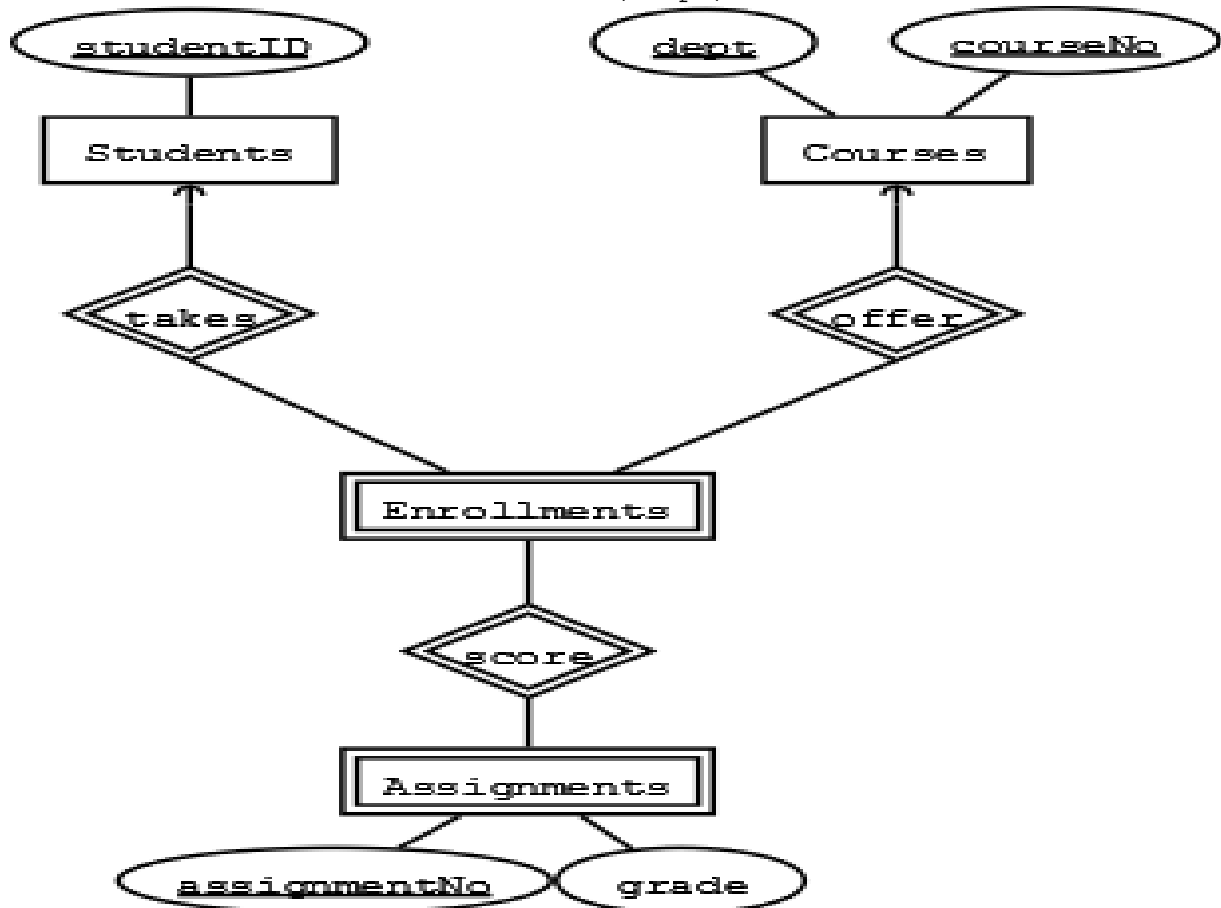 studentID
dept
courseNo
Students
Courses
takes
offer
Enrollments
score
Assignments
assignmentNo
grade